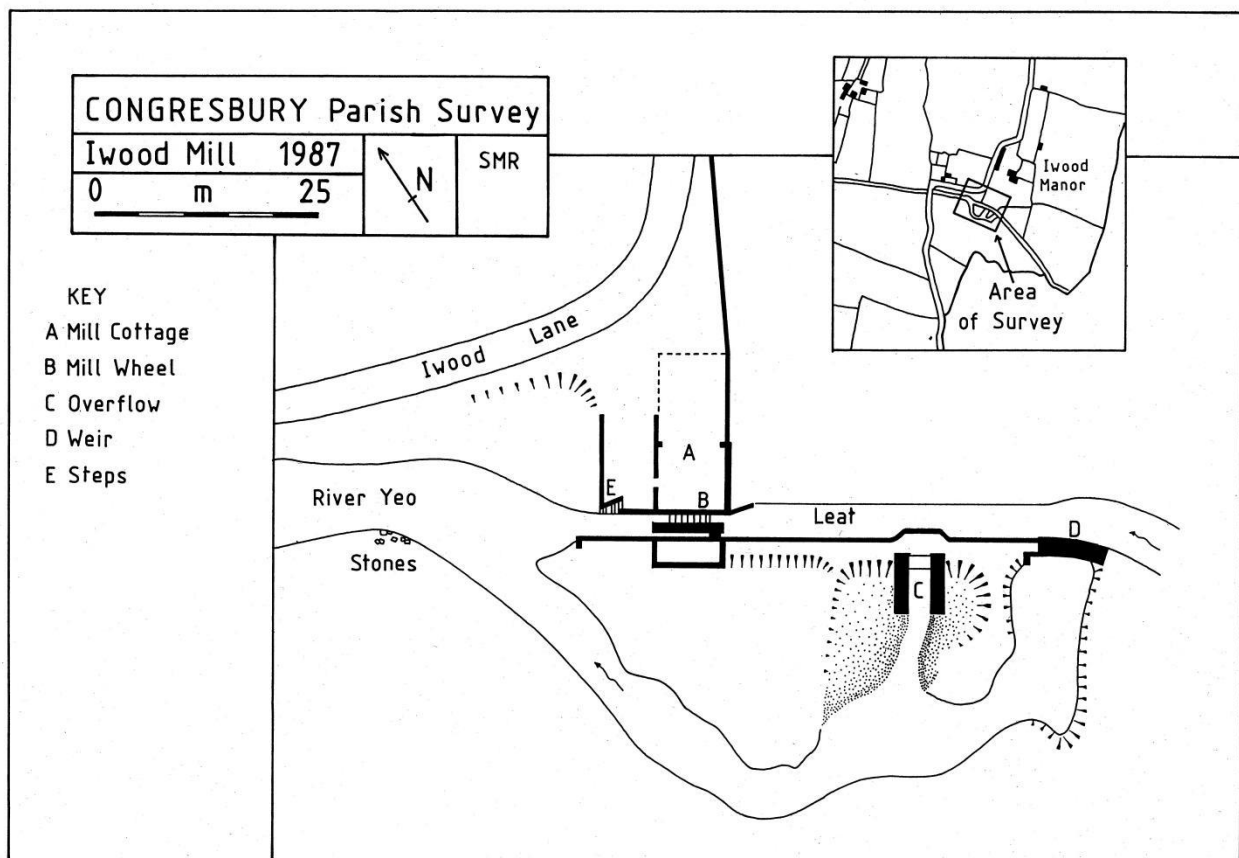 CONGRESBURY Parish Survey
Iwood Mill 1987
0 m 25
N
SMR
KEY
A Mill Cottage
B Mill Wheel
C Overflow
D Weir
E Steps
Iwood Lane
Iwood
Manor
Area
of Survey
A
E
B
River Yeo
Stones
Leat
D
C